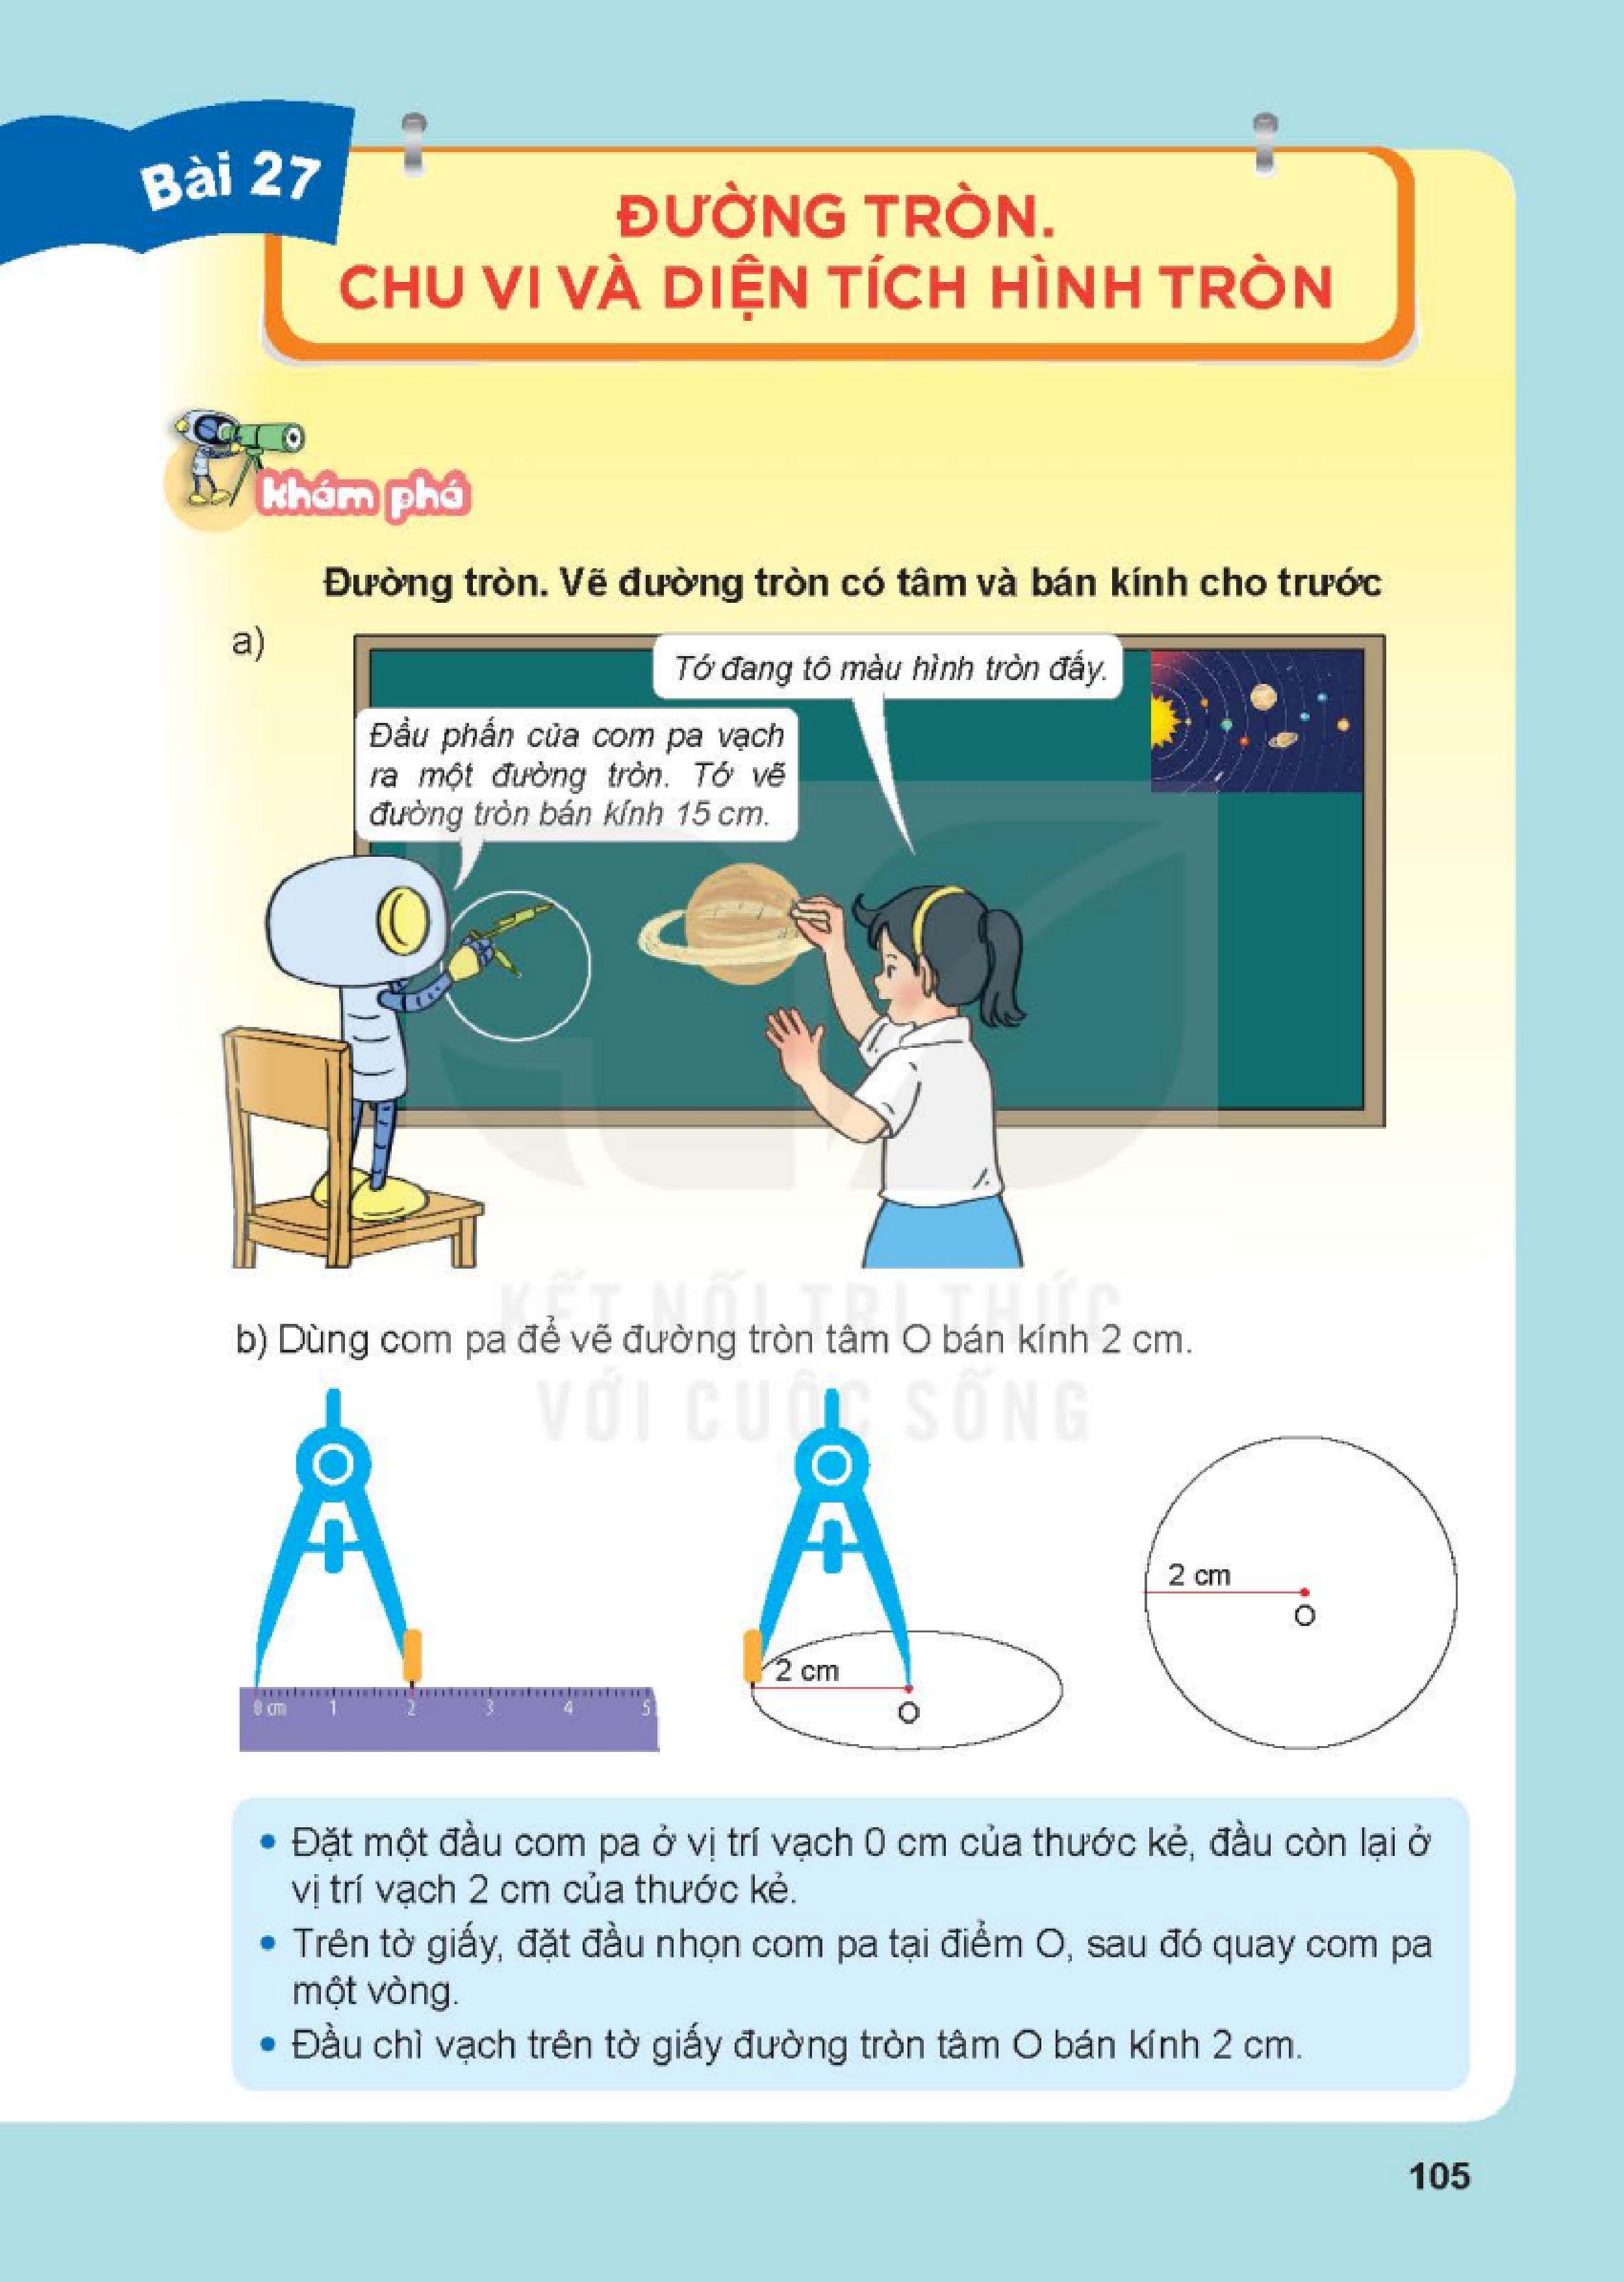 Bài 27
ĐƯỜNG TRÒN.
CHU VI VÀ DIỆN TÍCH HÌNH TRÒN
Khám phá
Đường tròn. Vẽ đường tròn có tâm và bán kính cho trước
a)
Tớ đang tô màu hình tròn đấy.
Đầu phấn của com pa vạch
ra một đường tròn. Tớ vẽ
đường tròn bán kính 15 cm.
KẾT NỐI TRI THỨC
VỚI CUỘC SỐNG
b) Dùng com pa để vẽ đường tròn tâm O bán kính 2 cm.
0 cm 1 2 3 4 5
2 cm
O
2 cm
O
• Đặt một đầu com pa ở vị trí vạch 0 cm của thước kẻ, đầu còn lại ở
vị trí vạch 2 cm của thước kẻ.
• Trên tờ giấy, đặt đầu nhọn com pa tại điểm O, sau đó quay com pa
một vòng.
• Đầu chì vạch trên tờ giấy đường tròn tâm O bán kính 2 cm.
105